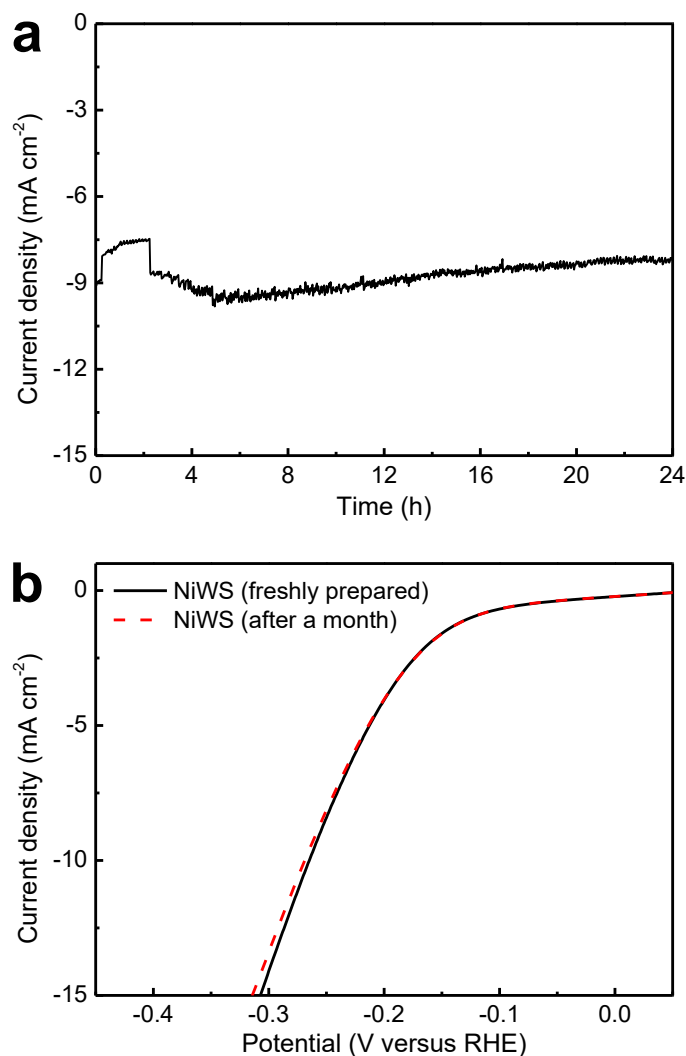 a
0
-3
-6
-9
-12
-15
Current density (mA cm-2)
0 4 8 12 16 20 24
Time (h)
b
NiWS (freshly prepared)
NiWS (after a month)
0
-5
-10
-15
Current density (mA cm-2)
-0.4 -0.3 -0.2 -0.1 0.0
Potential (V versus RHE)